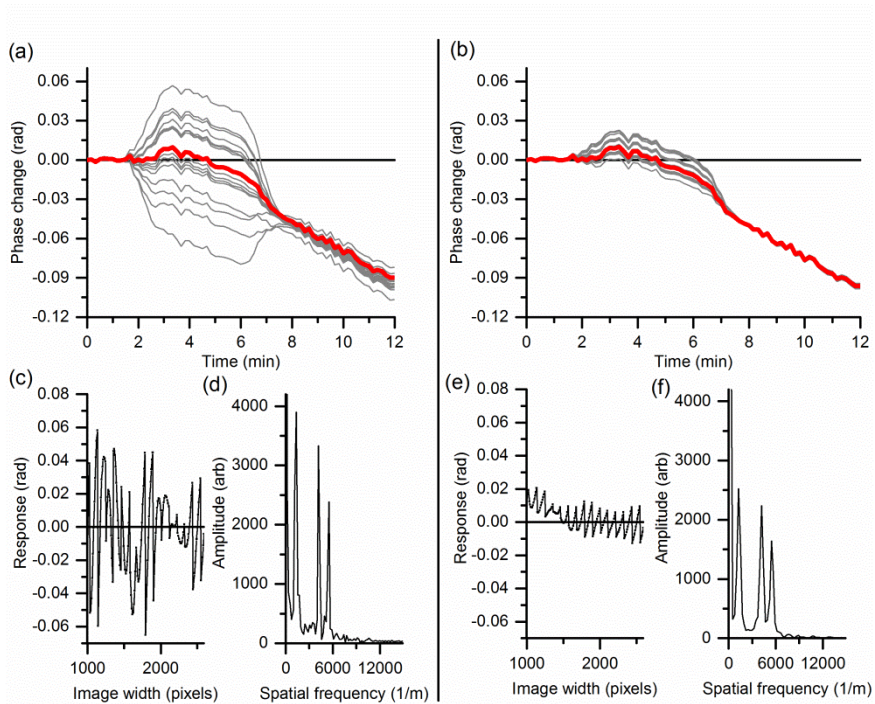 (a)
Phase change (rad)
0.06
0.03
0.00
-0.03
-0.06
-0.09
-0.12
0 2 4 6 8 10 12
Time (min)
(b)
Phase change (rad)
0.06
0.03
0.00
-0.03
-0.06
-0.09
-0.12
0 2 4 6 8 10 12
Time (min)
(c)
Response (rad)
0.08
0.06
0.04
0.02
0.00
-0.02
-0.04
-0.06
1000 2000
Image width (pixels)
(d)
Amplitude (arb)
4000
3000
2000
1000
0
0 6000 12000
Spatial frequency (1/m)
(e)
Response (rad)
0.08
0.06
0.04
0.02
0.00
-0.02
-0.04
-0.06
1000 2000
Image width (pixels)
(f)
Amplitude (arb)
4000
3000
2000
1000
0
0 6000 12000
Spatial frequency (1/m)